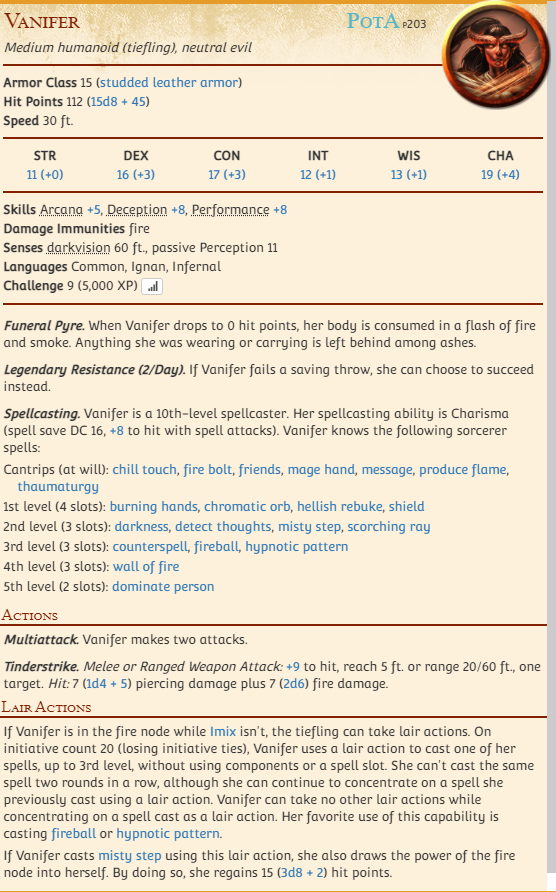 Vanifer PotA p203
Medium humanoid (tiefling), neutral evil
Armor Class 15 (studded leather armor)
Hit Points 112 (15d8 + 45)
Speed 30 ft.
STR DEX CON INT WIS CHA
11 (+0) 16 (+3) 17 (+3) 12 (+1) 13 (+1) 19 (+4)
Skills Arcana +5, Deception +8, Performance +8
Damage Immunities fire
Senses darkvision 60 ft., passive Perception 11
Languages Common, Ignan, Infernal
Challenge 9 (5,000 XP)
Funeral Pyre. When Vanifer drops to 0 hit points, her body is consumed in a flash of fire
and smoke. Anything she was wearing or carrying is left behind among ashes.
Legendary Resistance (2/Day). If Vanifer fails a saving throw, she can choose to succeed
instead.
Spellcasting. Vanifer is a 10th-level spellcaster. Her spellcasting ability is Charisma
(spell save DC 16, +8 to hit with spell attacks). Vanifer knows the following sorcerer
spells:
Cantrips (at will): chill touch, fire bolt, friends, mage hand, message, produce flame,
thaumaturgy
1st level (4 slots): burning hands, chromatic orb, hellish rebuke, shield
2nd level (3 slots): darkness, detect thoughts, misty step, scorching ray
3rd level (3 slots): counterspell, fireball, hypnotic pattern
4th level (3 slots): wall of fire
5th level (2 slots): dominate person
Actions
Multiattack. Vanifer makes two attacks.
Tinderstrike. Melee or Ranged Weapon Attack: +9 to hit, reach 5 ft. or range 20/60 ft., one
target. Hit: 7 (1d4 + 5) piercing damage plus 7 (2d6) fire damage.
Lair Actions
If Vanifer is in the fire node while Imix isn't, the tiefling can take lair actions. On
initiative count 20 (losing initiative ties), Vanifer uses a lair action to cast one of her
spells, up to 3rd level, without using components or a spell slot. She can't cast the same
spell two rounds in a row, although she can continue to concentrate on a spell she
previously cast using a lair action. Vanifer can take no other lair actions while
concentrating on a spell cast as a lair action. Her favorite use of this capability is
casting fireball or hypnotic pattern.
If Vanifer casts misty step using this lair action, she also draws the power of the fire
node into herself. By doing so, she regains 15 (3d8 + 2) hit points.